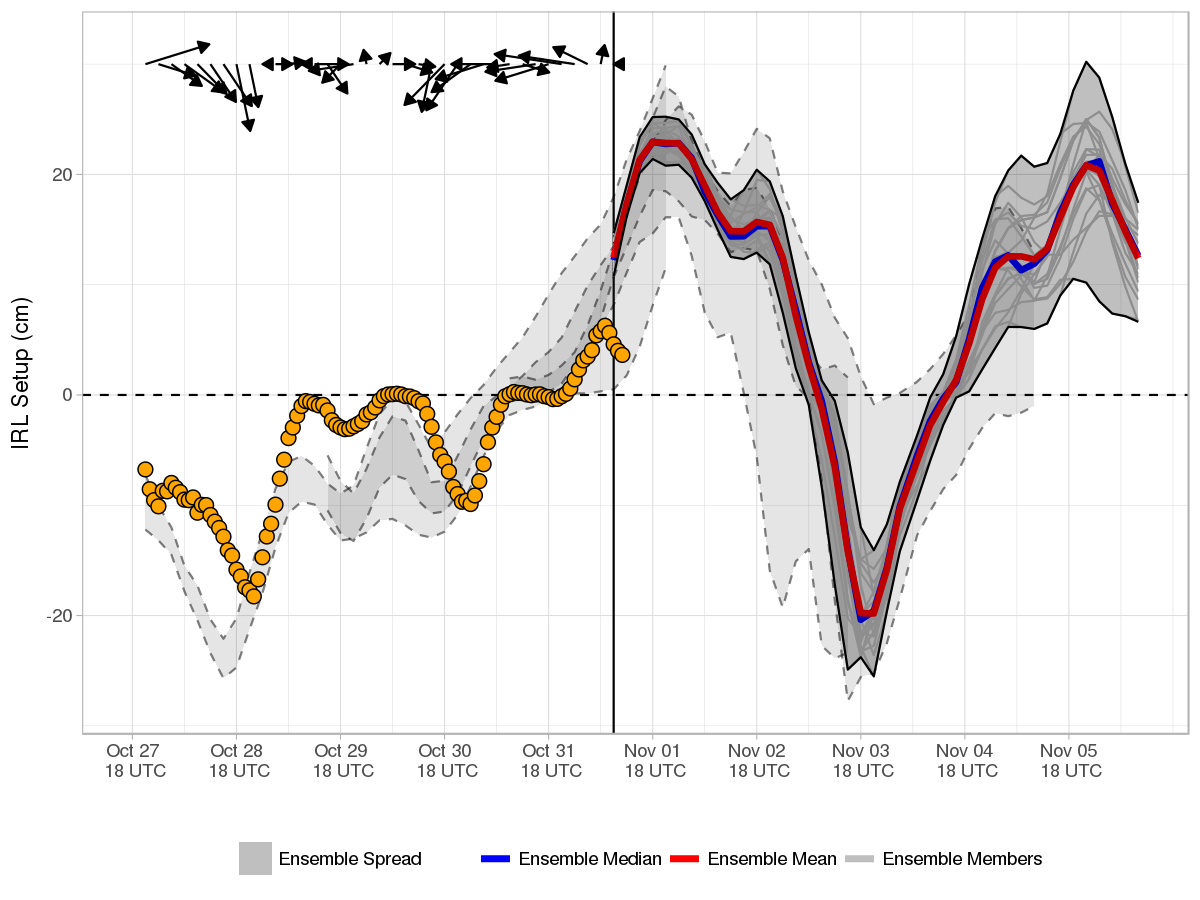 IRL Setup (cm)
20
0
-20
Oct 27 Oct 28 Oct 29 Oct 30 Oct 31 Nov 01 Nov 02 Nov 03 Nov 04 Nov 05
18 UTC 18 UTC 18 UTC 18 UTC 18 UTC 18 UTC 18 UTC 18 UTC 18 UTC 18 UTC
Ensemble Spread Ensemble Median Ensemble Mean Ensemble Members